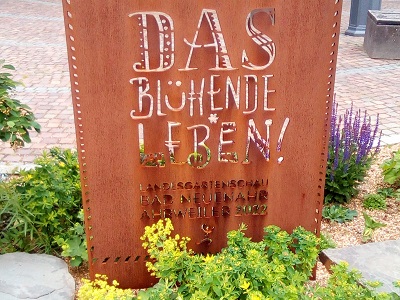 DAS
BLÜHENDE
LEBEN!
LANDESGARTENSCHAU
BAD NEUENAHR
AHRWEILER 2022